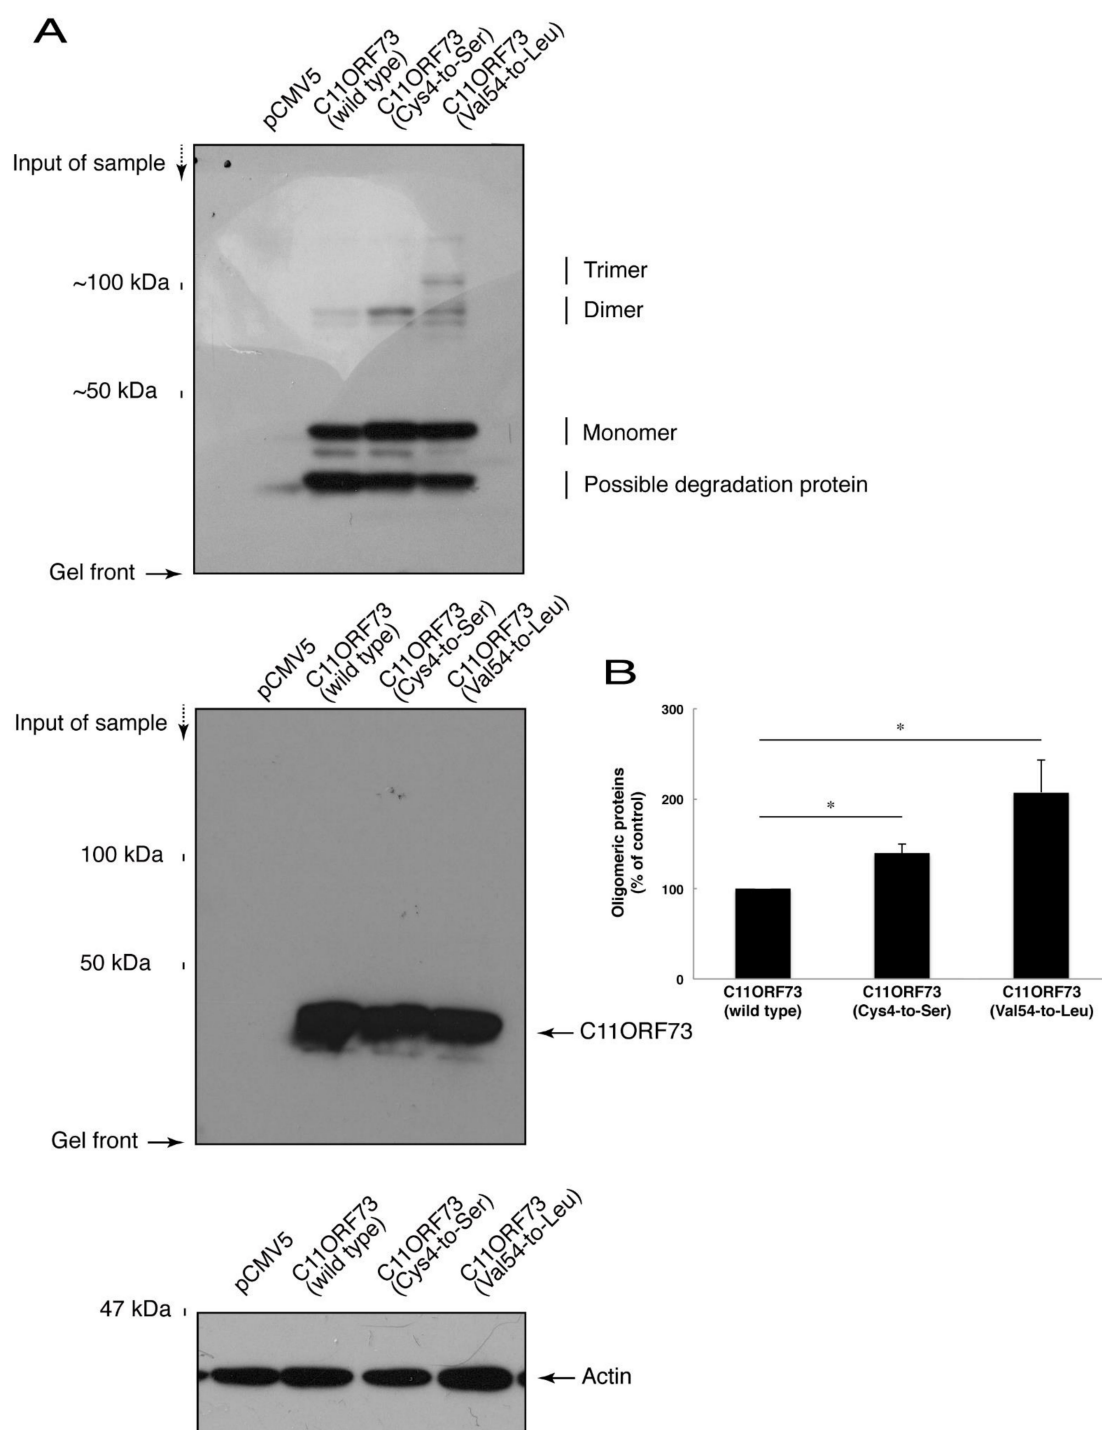 A
pCMV5
C11ORF73
(wild type)
C11ORF73
(Cys4-to-Ser)
C11ORF73
(Val54-to-Leu)
Input of sample
~100 kDa
~50 kDa
Trimer
Dimer
Monomer
Possible degradation protein
Gel front
pCMV5
C11ORF73
(wild type)
C11ORF73
(Cys4-to-Ser)
C11ORF73
(Val54-to-Leu)
Input of sample
100 kDa
50 kDa
C11ORF73
Gel front
B
300
200
100
0
Oligomeric proteins
(% of control)
*
*
C11ORF73
(wild type)
C11ORF73
(Cys4-to-Ser)
C11ORF73
(Val54-to-Leu)
pCMV5
C11ORF73
(wild type)
C11ORF73
(Cys4-to-Ser)
C11ORF73
(Val54-to-Leu)
47 kDa
Actin